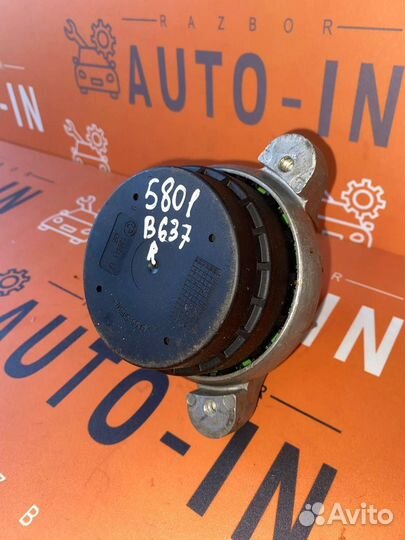 RAZBOR
AUTO-IN
AUTO-IN
5801
B637
R
AUTO-IN
Z B
Avito